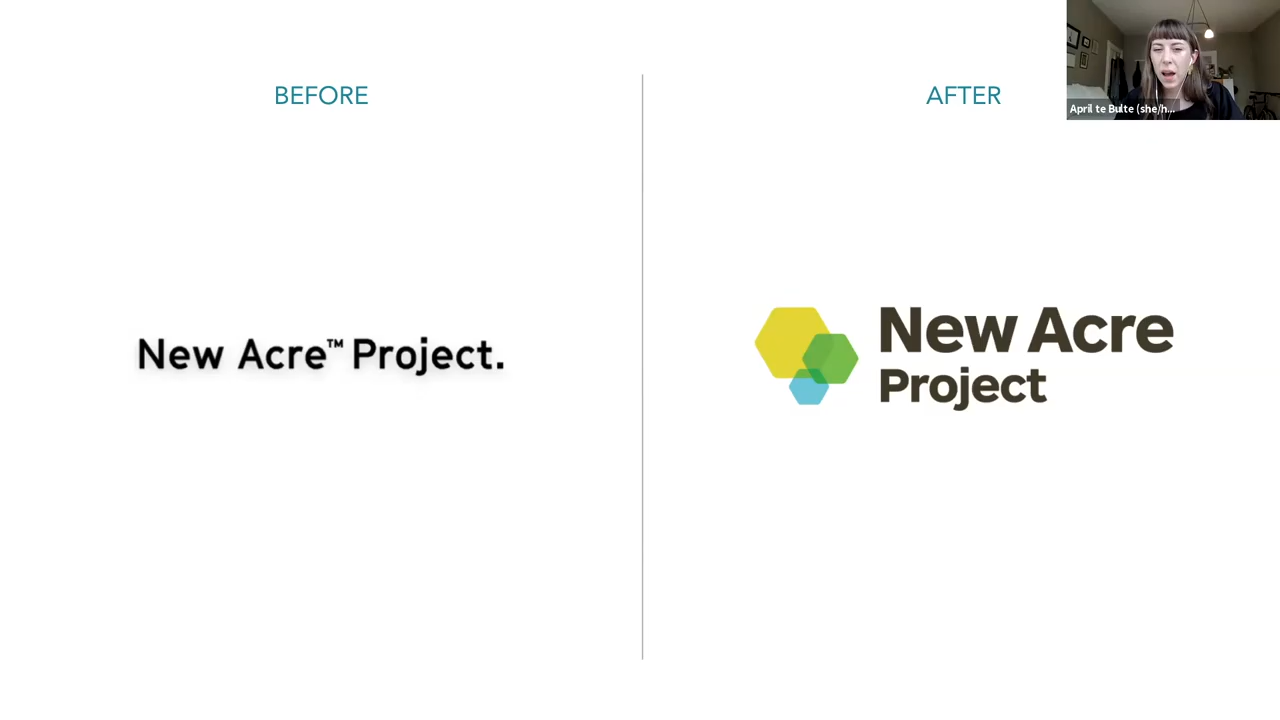 BEFORE
AFTER
April te Bulte (she/h...
New Acre™ Project.
New Acre
Project